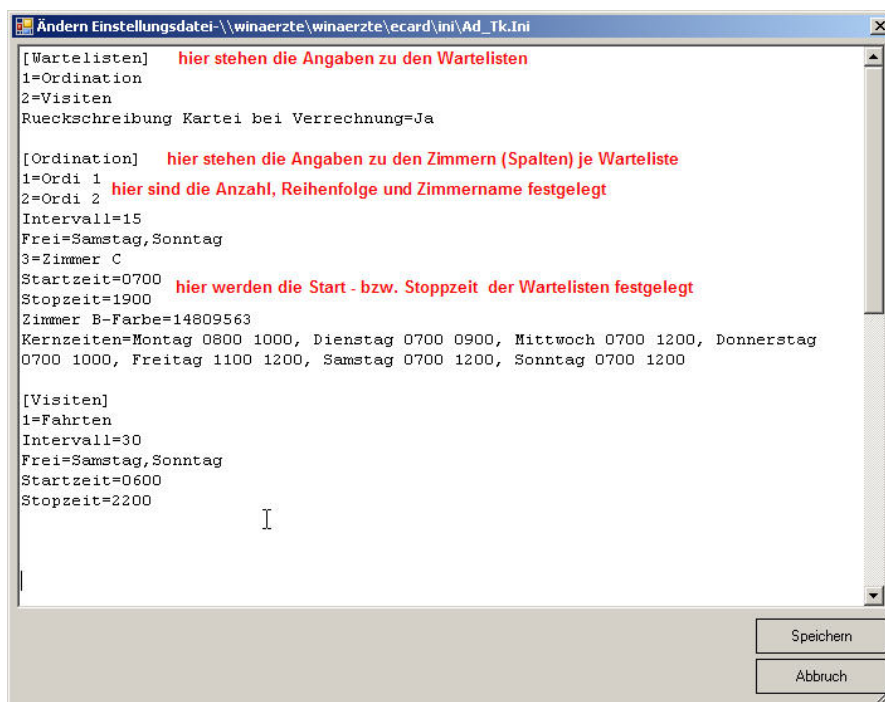 Ändern Einstellungsdatei-\\winaerzte\winaerzte\ecard\ini\Ad_Tk.Ini
[Wartelisten] hier stehen die Angaben zu den Wartelisten
1=Ordination
2=Visiten
Rueckschreibung Kartei bei Verrechnung=Ja
[Ordination] hier stehen die Angaben zu den Zimmern (Spalten) je Warteliste
1=Ordi 1
hier sind die Anzahl, Reihenfolge und Zimmername festgelegt
2=Ordi 2
Intervall=15
Frei=Samstag,Sonntag
3=Zimmer C
Startzeit=0700
hier werden die Start - bzw. Stoppzeit der Wartelisten festgelegt
Stopzeit=1900
Zimmer B-Farbe=14809563
Kernzeiten=Montag 0800 1000, Dienstag 0700 0900, Mittwoch 0700 1200, Donnerstag
0700 1000, Freitag 1100 1200, Samstag 0700 1200, Sonntag 0700 1200
[Visiten]
1=Fahrten
Intervall=30
Frei=Samstag,Sonntag
Startzeit=0600
Stopzeit=2200
Speichern
Abbruch